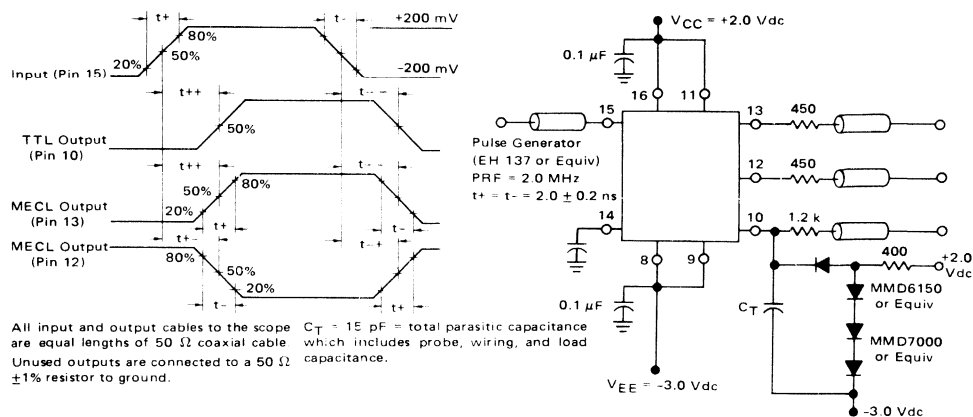 t+
t-
+200 mV
80%
50%
20%
Input (Pin 15)
-200 mV
t++
t--
50%
TTL Output
(Pin 10)
t++
80%
50%
20%
MECL Output
(Pin 13)
t+
t-
t+-
t-+
MECL Output
(Pin 12)
80%
50%
20%
t-
t+
All input and output cables to the scope
are equal lengths of 50 Ω coaxial cable.
Unused outputs are connected to a 50 Ω
±1% resistor to ground.
CT = 15 pF = total parasitic capacitance
which includes probe, wiring, and load
capacitance.
VCC = +2.0 Vdc
0.1 μF
16
11
15
13
450
Pulse Generator
(EH 137 or Equiv)
PRF = 2.0 MHz
t+ = t- = 2.0 ± 0.2 ns
12
450
14
10
1.2 k
8
9
400
+2.0
Vdc
0.1 μF
CT
MMD6150
or Equiv
MMD7000
or Equiv
VEE = -3.0 Vdc
-3.0 Vdc